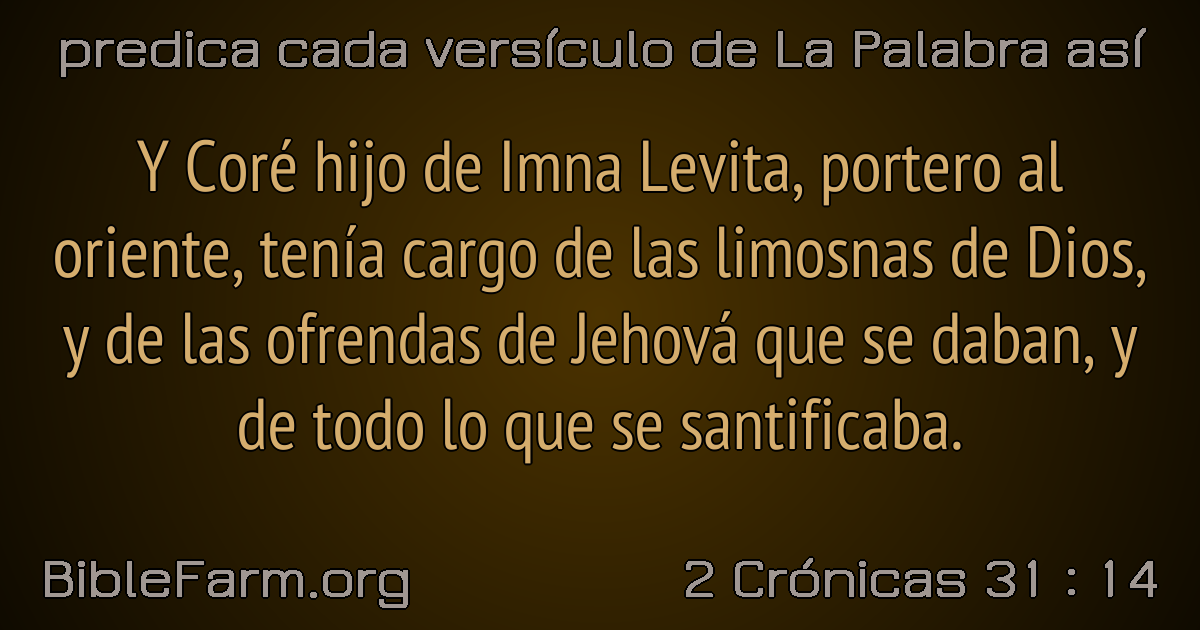 predica cada versículo de La Palabra así
Y Coré hijo de Imna Levita, portero al
oriente, tenía cargo de las limosnas de Dios,
y de las ofrendas de Jehová que se daban, y
de todo lo que se santificaba.
BibleFarm.org
2 Crónicas 31 : 14